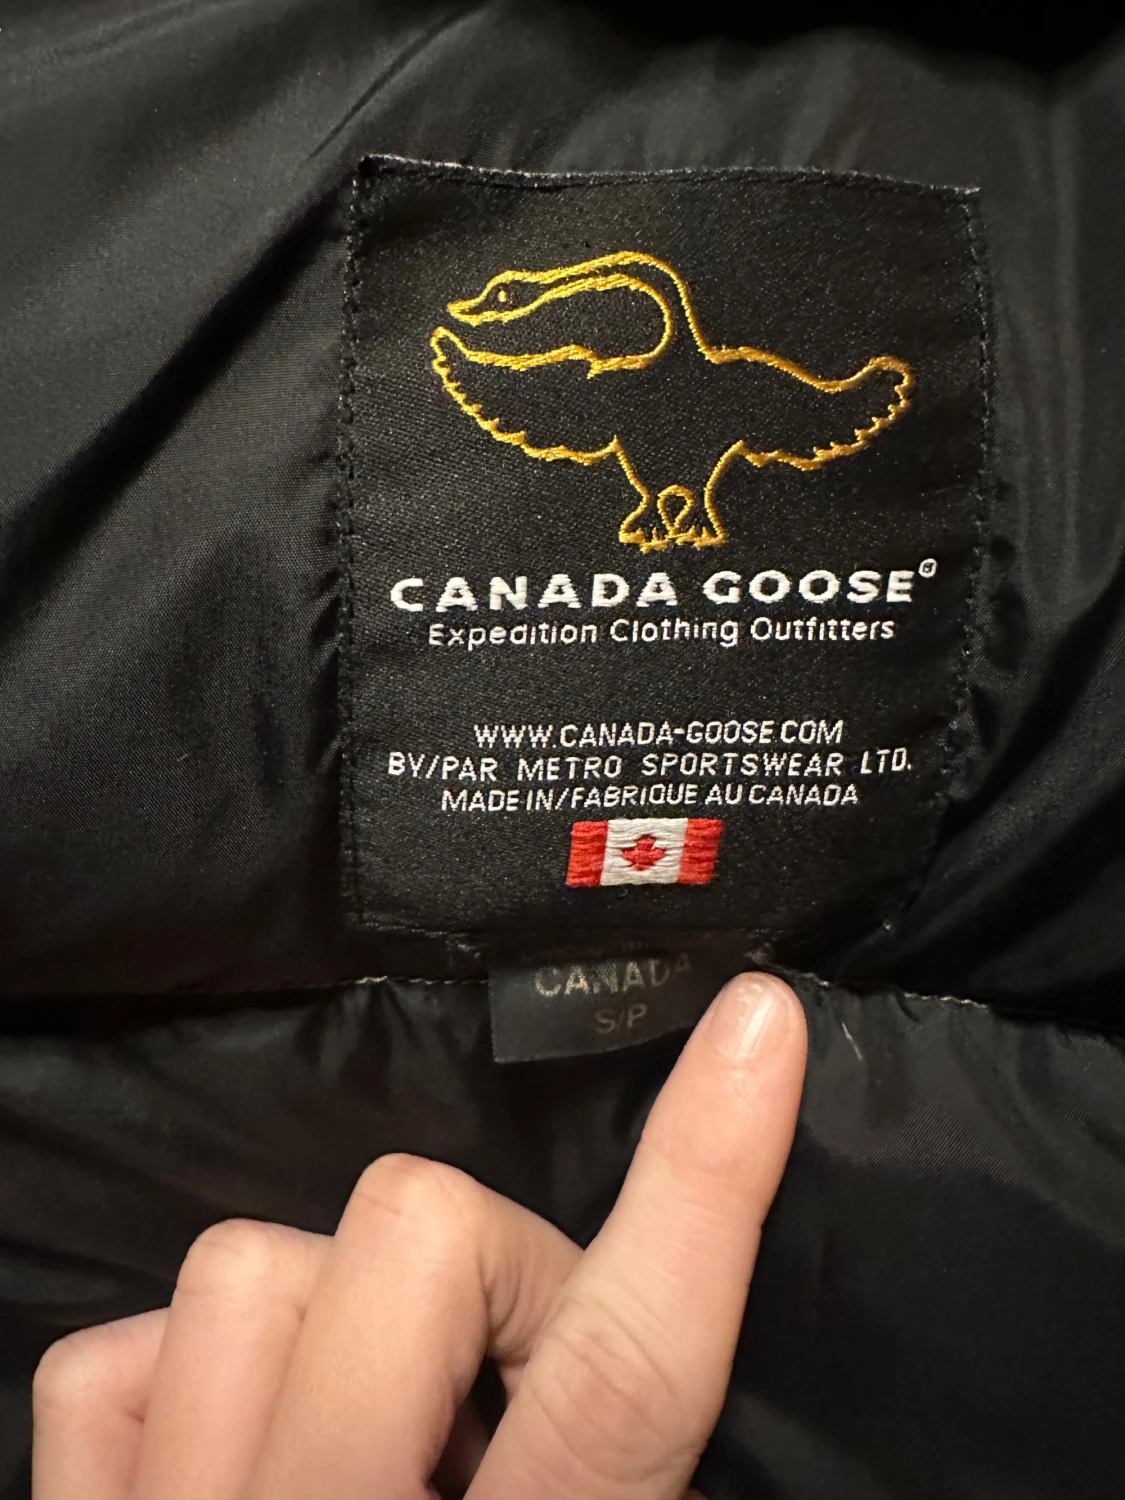 CANADA GOOSE®
Expedition Clothing Outfitters
WWW.CANADA-GOOSE.COM
BY/PAR METRO SPORTSWEAR LTD.
MADE IN/FABRIQUE AU CANADA
CANADA
S/P